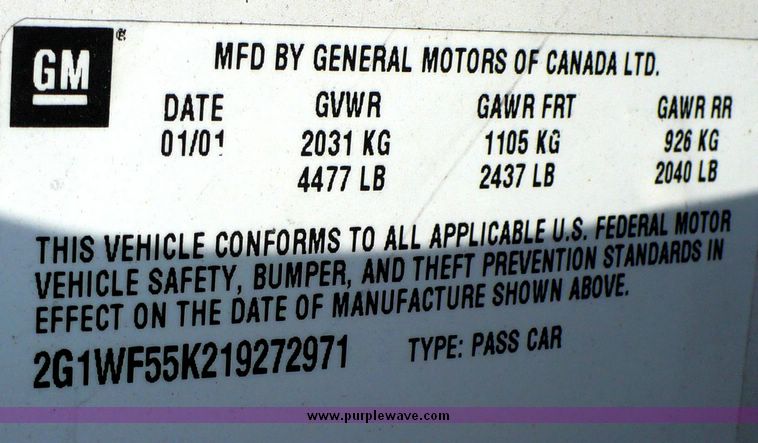 GM ®
MFD BY GENERAL MOTORS OF CANADA LTD.
DATE GVWR GAWR FRT GAWR RR
01/01 2031 KG 1105 KG 926 KG
4477 LB 2437 LB 2040 LB
THIS VEHICLE CONFORMS TO ALL APPLICABLE U.S. FEDERAL MOTOR
VEHICLE SAFETY, BUMPER, AND THEFT PREVENTION STANDARDS IN
EFFECT ON THE DATE OF MANUFACTURE SHOWN ABOVE.
2G1WF55K219272971 TYPE: PASS CAR
www.purplewave.com